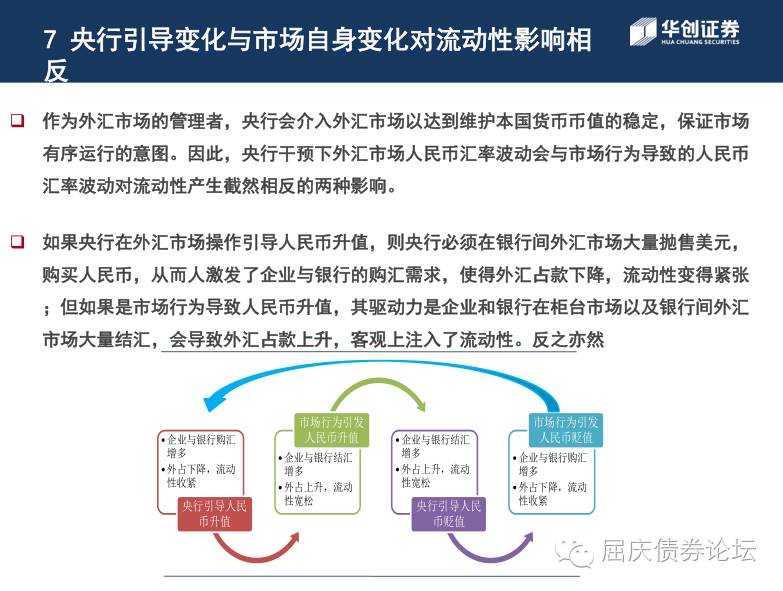 7 央行引导变化与市场自身变化对流动性影响相
反
华创证券
HUA CHUANG SECURITIES
作为外汇市场的管理者，央行会介入外汇市场以达到维护本国货币币值的稳定，保证市场
有序运行的意图。因此，央行干预下外汇市场人民币汇率波动会与市场行为导致的人民币
汇率波动对流动性产生截然相反的两种影响。
如果央行在外汇市场操作引导人民币升值，则央行必须在银行间外汇市场大量抛售美元，
购买人民币，从而人激发了企业与银行的购汇需求，使得外汇占款下降，流动性变得紧张
；但如果是市场行为导致人民币升值，其驱动力是企业和银行在柜台市场以及银行间外汇
市场大量结汇，会导致外汇占款上升，客观上注入了流动性。反之亦然
•企业与银行购汇
增多
•外占下降，流动
性收紧
央行引导人民
币升值
市场行为引发
人民币升值
•企业与银行结汇
增多
•外占上升，流动
性宽松
•企业与银行结汇
增多
•外占上升，流动
性宽松
央行引导人民
币贬值
市场行为引发
人民币贬值
•企业与银行购汇
增多
•外占下降，流动
性收紧
屈庆债券论坛